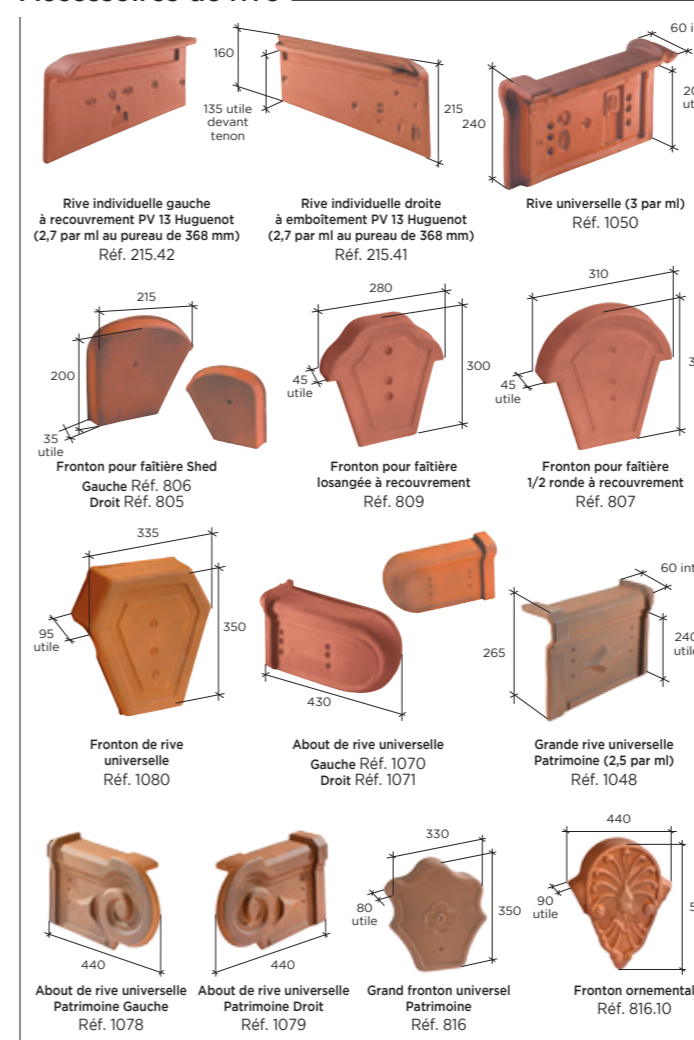 160
135 utile
devant
tenon
215
240
60 int
Rive individuelle gauche
à recouvrement PV 13 Huguenot
(2,7 par ml au pureau de 368 mm)
Réf. 215.42
Rive individuelle droite
à emboîtement PV 13 Huguenot
(2,7 par ml au pureau de 368 mm)
Réf. 215.41
Rive universelle (3 par ml)
Réf. 1050
215
200
35
utile
280
45
utile
300
310
45
utile
Fronton pour faîtière Shed
Gauche Réf. 806
Droit Réf. 805
Fronton pour faîtière
losangée à recouvrement
Réf. 809
Fronton pour faîtière
1/2 ronde à recouvrement
Réf. 807
335
95
utile
350
430
60 int
265
240
utile
Fronton de rive
universelle
Réf. 1080
About de rive universelle
Gauche Réf. 1070
Droit Réf. 1071
Grande rive universelle
Patrimoine (2,5 par ml)
Réf. 1048
440
440
330
80
utile
350
440
90
utile
About de rive universelle
Patrimoine Gauche
Réf. 1078
About de rive universelle
Patrimoine Droit
Réf. 1079
Grand fronton universel
Patrimoine
Réf. 816
Fronton ornemental
Réf. 816.10